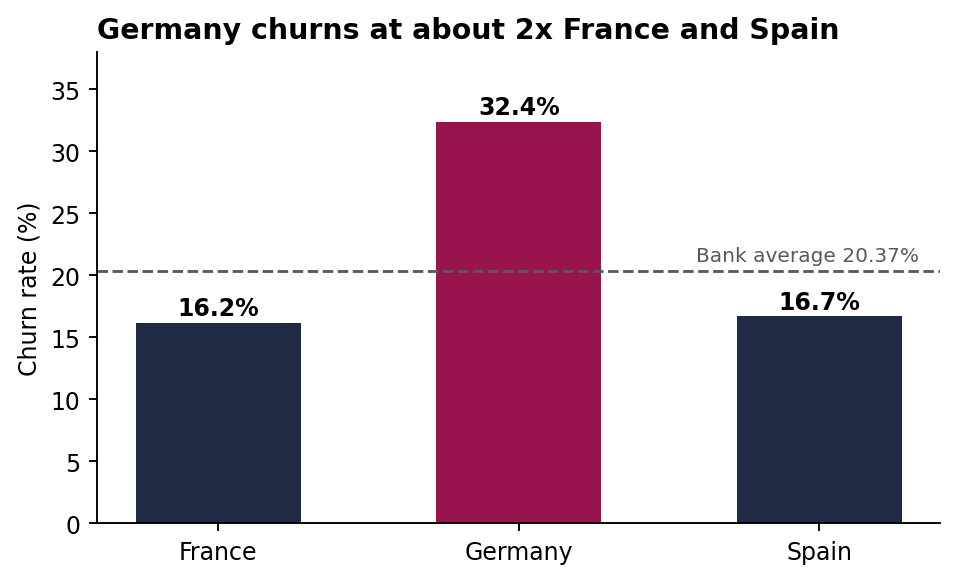 Germany churns at about 2x France and Spain
Churn rate (%)
35
30
25
20
15
10
5
0
32.4%
Bank average 20.37%
16.2%
16.7%
France
Germany
Spain